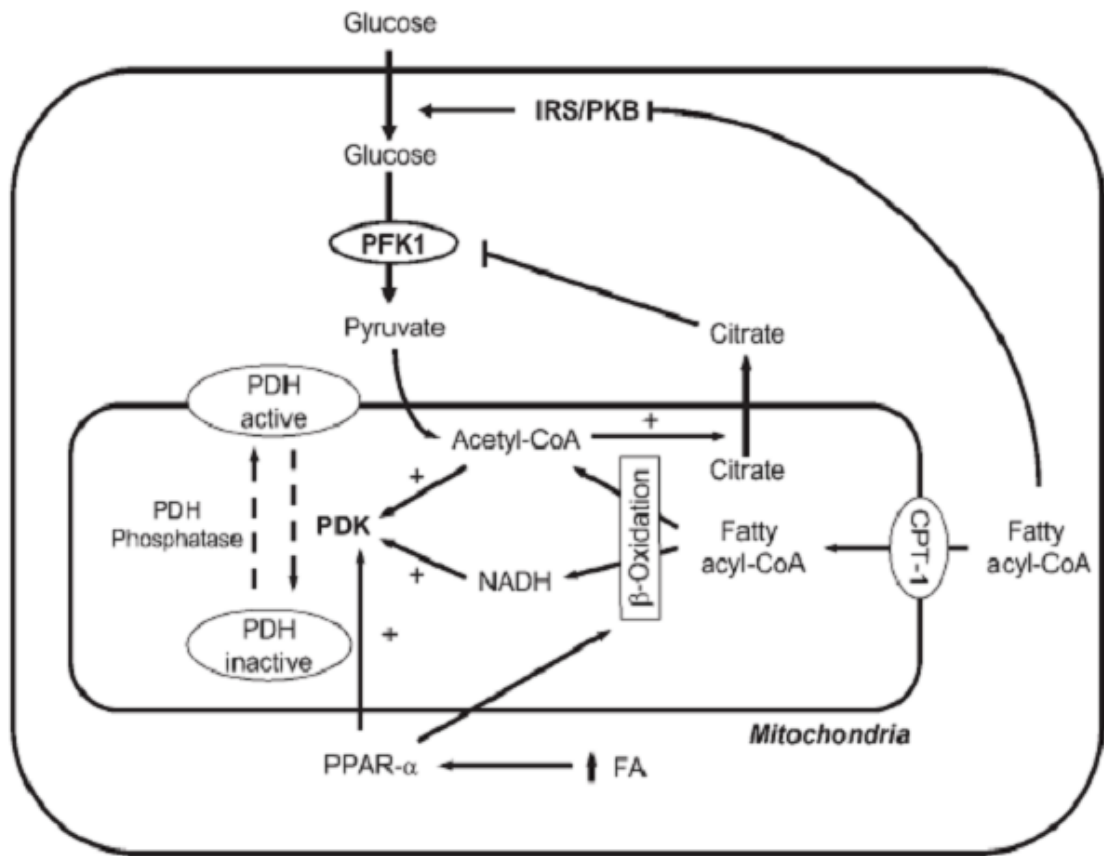 Glucose
IRS/PKB
Glucose
PFK1
Pyruvate
Citrate
PDH
active
Acetyl-CoA
+
Citrate
+
PDH
Phosphatase
PDK
β-Oxidation
Fatty
acyl-CoA
CPT-1
Fatty
acyl-CoA
NADH
+
PDH
inactive
+
Mitochondria
PPAR-α
FA